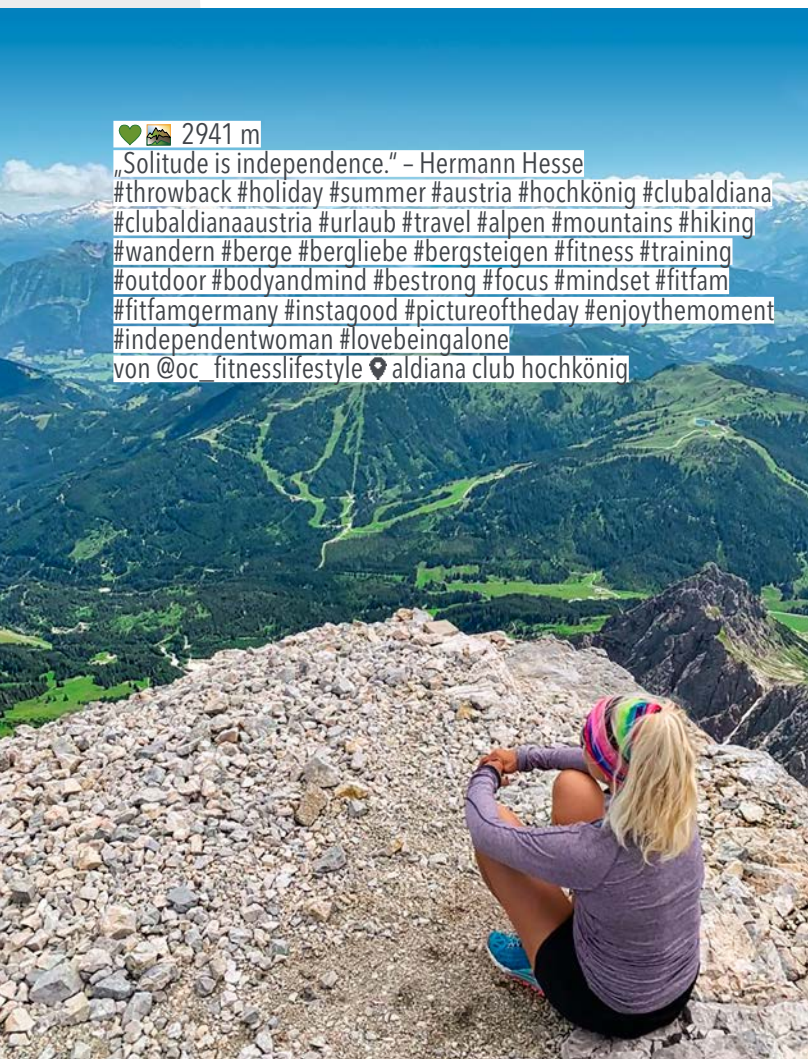 💚🏞️ 2941 m
„Solitude is independence.“ – Hermann Hesse
#throwback #holiday #summer #austria #hochkönig #clubaldiana
#clubaldianaaustria #urlaub #travel #alpen #mountains #hiking
#wandern #berge #bergliebe #bergsteigen #fitness #training
#outdoor #bodyandmind #bestrong #focus #mindset #fitfam
#fitfamgermany #instagood #pictureoftheday #enjoythemoment
#independentwoman #lovebeingalone
von @oc_fitnesslifestyle 📍 aldiana club hochkönig